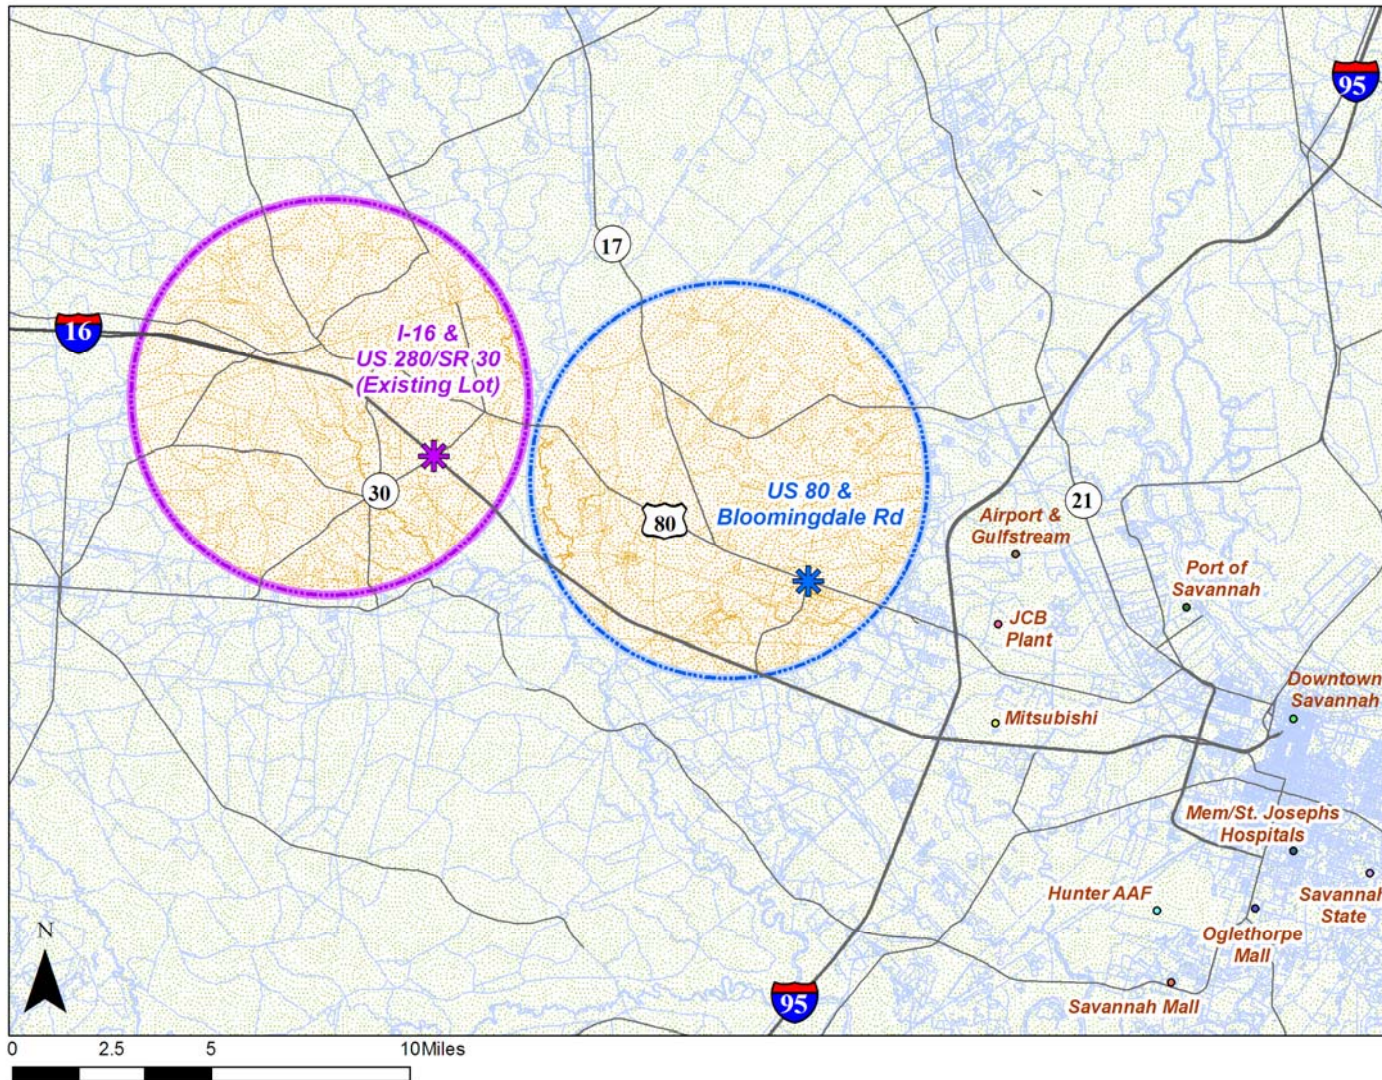 95
17
16
I-16 &
US 280/SR 30
(Existing Lot)
30
80
US 80 &
Bloomingdale Rd
21
Airport &
Gulfstream
Port of
Savannah
JCB
Plant
Downtown
Savannah
Mitsubishi
Mem/St. Josephs
Hospitals
Hunter AAF
Savannah
State
Oglethorpe
Mall
Savannah Mall
95
N
0 2.5 5 10Miles